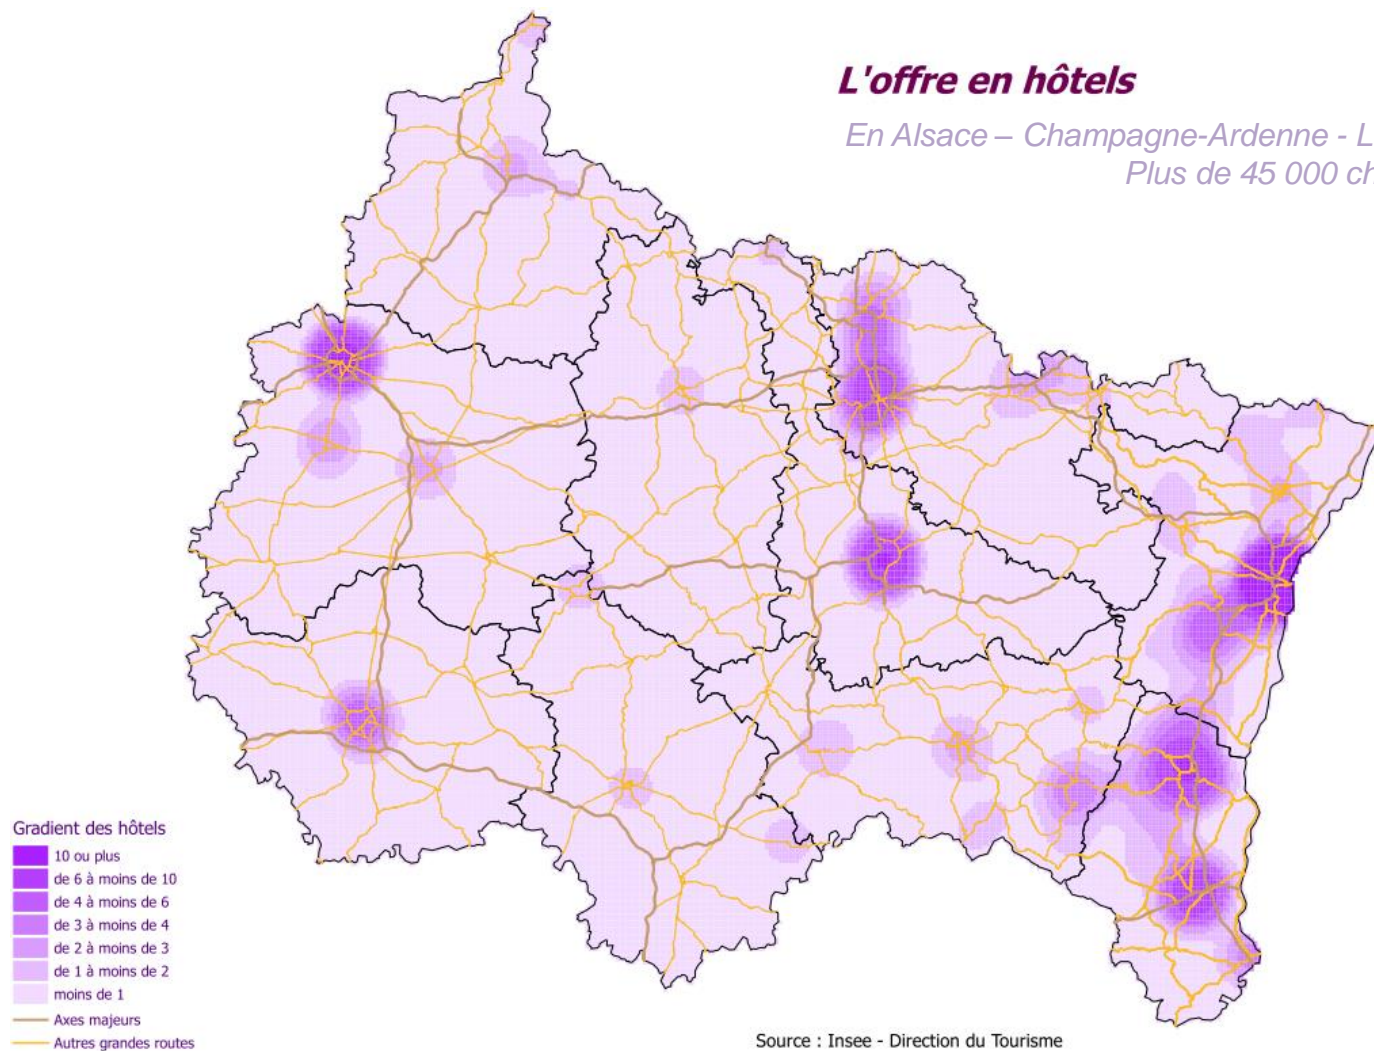 L'offre en hôtels
En Alsace – Champagne-Ardenne - L
Plus de 45 000 ch
Gradient des hôtels
10 ou plus
de 6 à moins de 10
de 4 à moins de 6
de 3 à moins de 4
de 2 à moins de 3
de 1 à moins de 2
moins de 1
Axes majeurs
Autres grandes routes
Source : Insee - Direction du Tourisme